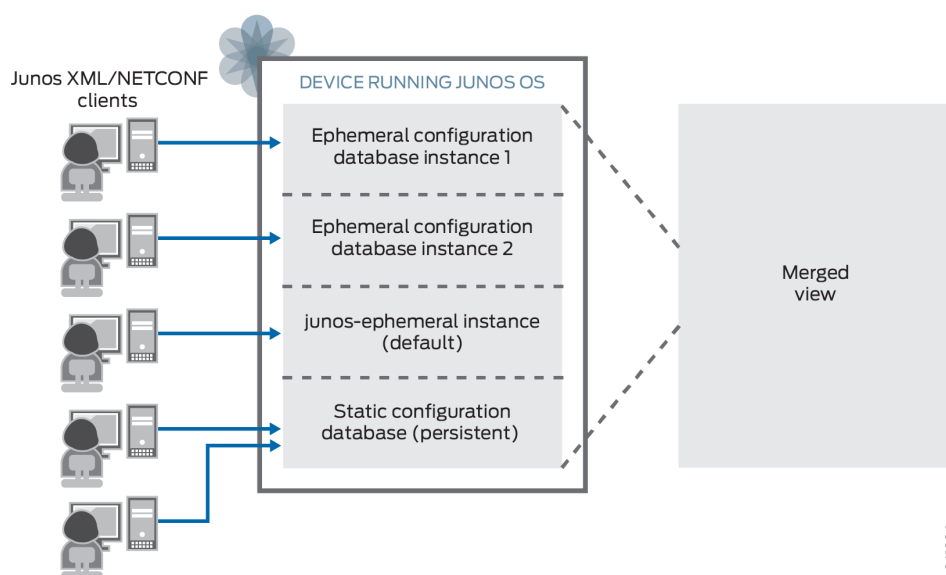 Junos XML/NETCONF
clients
DEVICE RUNNING JUNOS OS
Ephemeral configuration
database instance 1
Ephemeral configuration
database instance 2
junos-ephemeral instance
(default)
Static configuration
database (persistent)
Merged
view